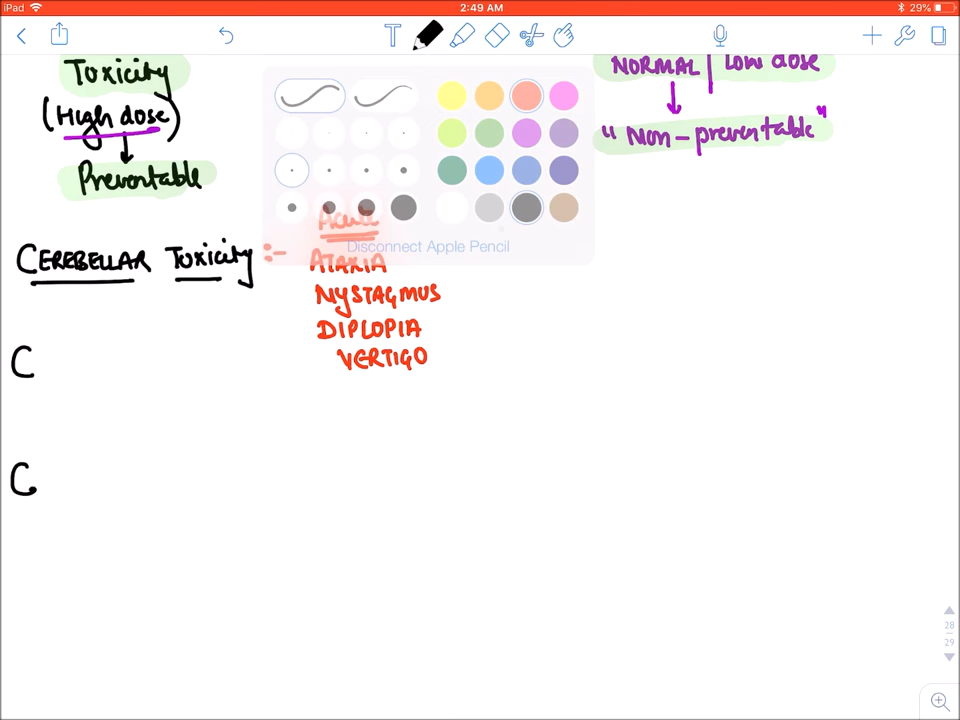 iPad 2:49 AM 29%
T
Toxicity
(High dose)
Preventable
NORMAL | Low dose
" Non-preventable "
Disconnect Apple Pencil
CEREBELLAR Toxicity :-
Acute
ATAXIA
NYSTAGMUS
DIPLOPIA
VERTIGO
C
C
28
29